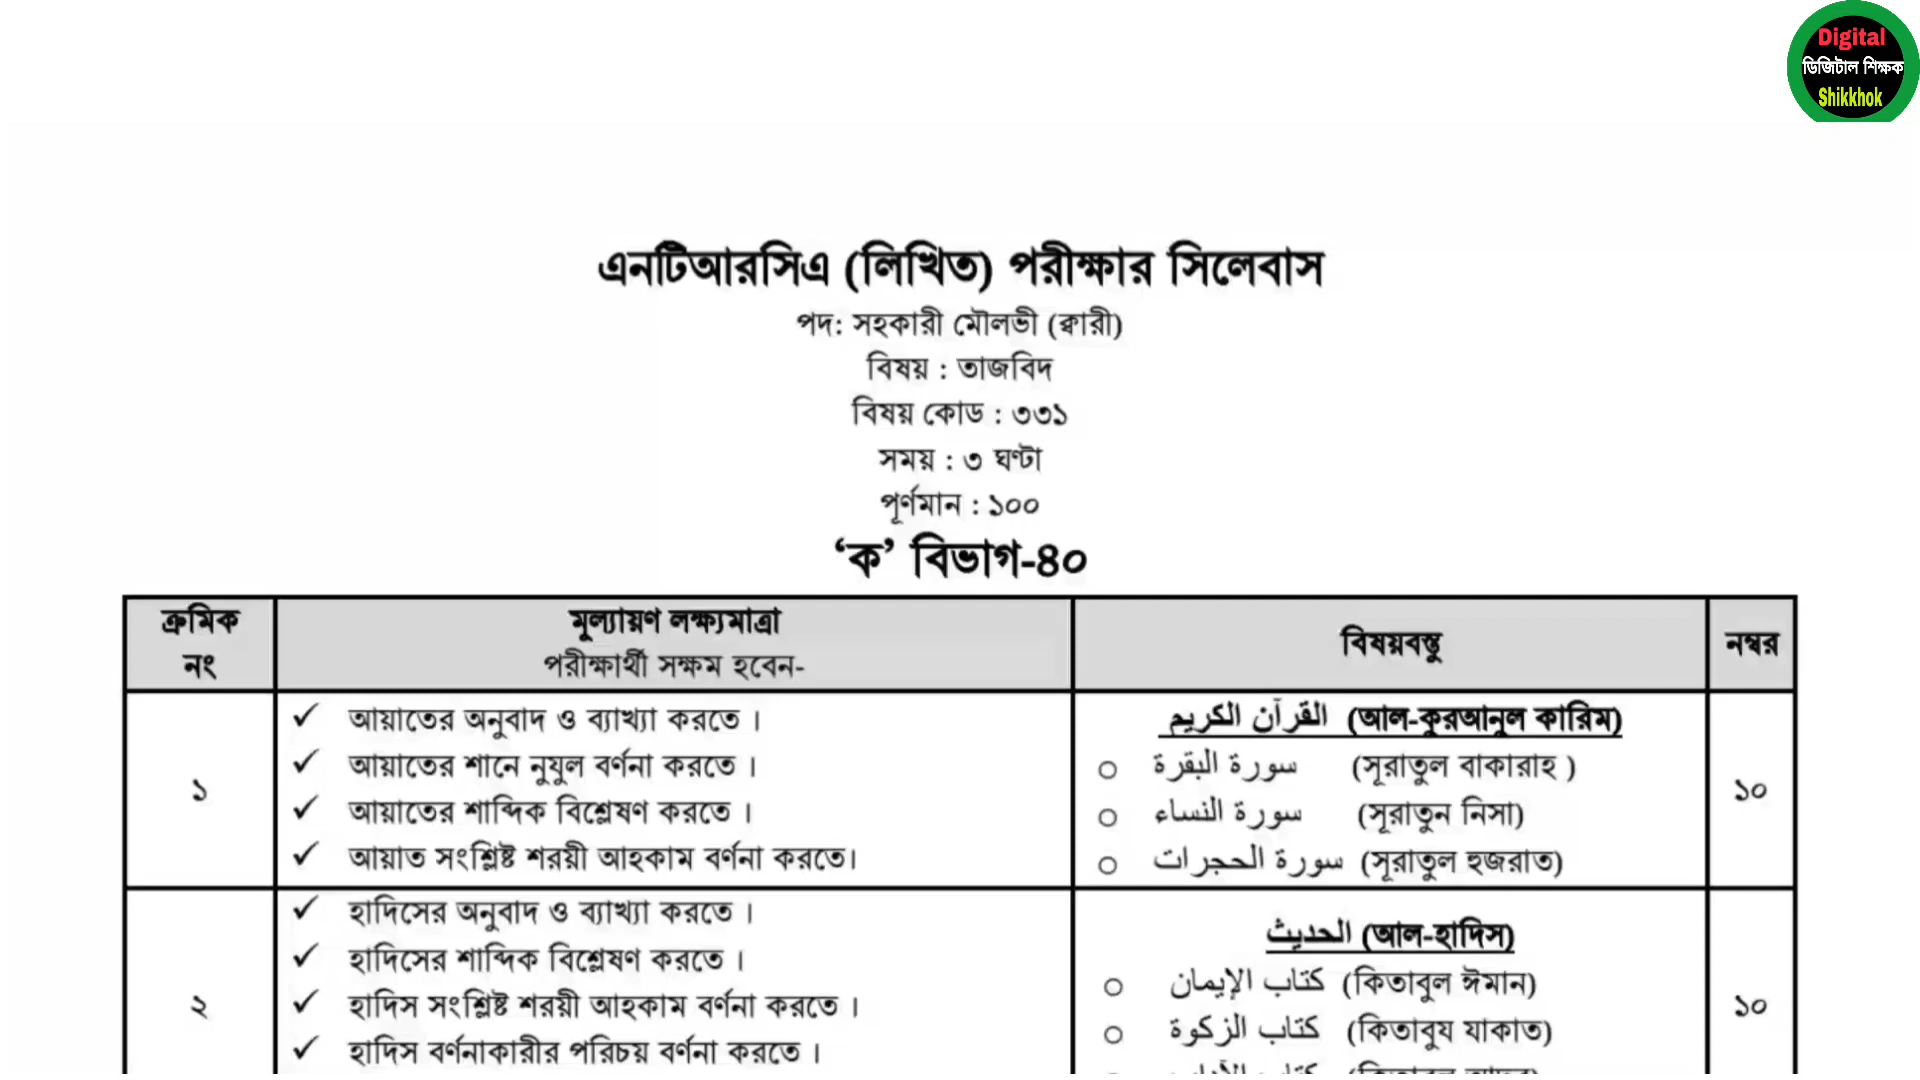 Digital
ডিজিটাল শিক্ষক
Shikkhok
এনটিআরসিএ (লিখিত) পরীক্ষার সিলেবাস
পদ: সহকারী মৌলভী (ক্বারী)
বিষয় : তাজবিদ
বিষয় কোড : ৩৩১
সময় : ৩ ঘণ্টা
পূর্ণমান : ১০০
‘ক’ বিভাগ-৪০
ক্রমিক নং
মূল্যায়ণ লক্ষ্যমাত্রা
পরীক্ষার্থী সক্ষম হবেন-
বিষয়বস্তু
নম্বর
১
✓ আয়াতের অনুবাদ ও ব্যাখ্যা করতে ।
✓ আয়াতের শানে নুযুল বর্ণনা করতে ।
✓ আয়াতের শাব্দিক বিশ্লেষণ করতে ।
✓ আয়াত সংশ্লিষ্ট শরয়ী আহকাম বর্ণনা করতে।
القرآن الكريم (আল-কুরআনুল কারিম)
○ سورة البقرة (সূরাতুল বাকারাহ )
○ سورة النساء (সূরাতুন নিসা)
○ سورة الحجرات (সূরাতুল হুজরাত)
১০
২
✓ হাদিসের অনুবাদ ও ব্যাখ্যা করতে ।
✓ হাদিসের শাব্দিক বিশ্লেষণ করতে ।
✓ হাদিস সংশ্লিষ্ট শরয়ী আহকাম বর্ণনা করতে ।
✓ হাদিস বর্ণনাকারীর পরিচয় বর্ণনা করতে ।
الحديث (আল-হাদিস)
○ كتاب الإيمان (কিতাবুল ঈমান)
○ كتاب الزكوة (কিতাবুয যাকাত)
১০